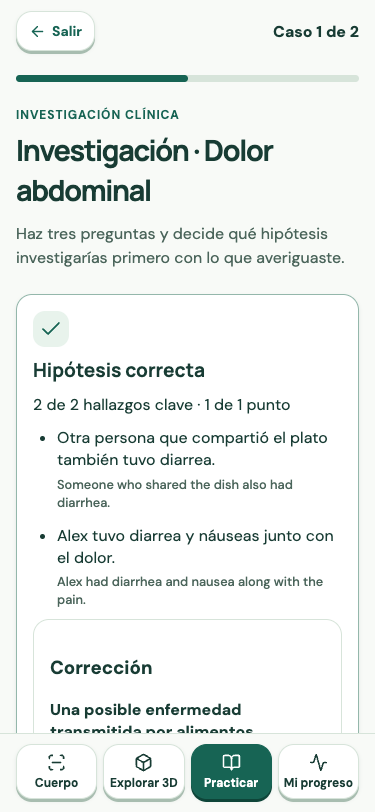 Salir
Caso 1 de 2
INVESTIGACIÓN CLÍNICA
Investigación · Dolor
abdominal
Haz tres preguntas y decide qué hipótesis
investigarías primero con lo que averiguaste.
Hipótesis correcta
2 de 2 hallazgos clave · 1 de 1 punto
Otra persona que compartió el plato
también tuvo diarrea.
Someone who shared the dish also had
diarrhea.
Alex tuvo diarrea y náuseas junto con
el dolor.
Alex had diarrhea and nausea along with the
pain.
Corrección
Una posible enfermedad
transmitida por alimentos
Cuerpo
Explorar 3D
Practicar
Mi progreso